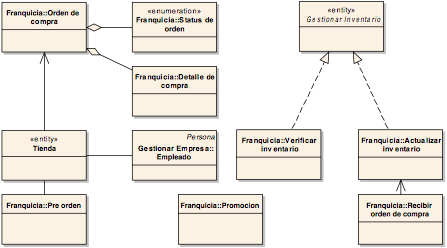 Franquicia::Orden de
compra
«enumeration»
Franquicia::Status de
orden
«entity»
Gestionar Inventario
Franquicia::Detalle de
compra
«entity»
Tienda
Persona
Gestionar Empresa::
Empleado
Franquicia::Verificar
inventario
Franquicia::Actualizar
inventario
Franquicia::Pre orden
Franquicia::Promocion
Franquicia::Recibir
orden de compra